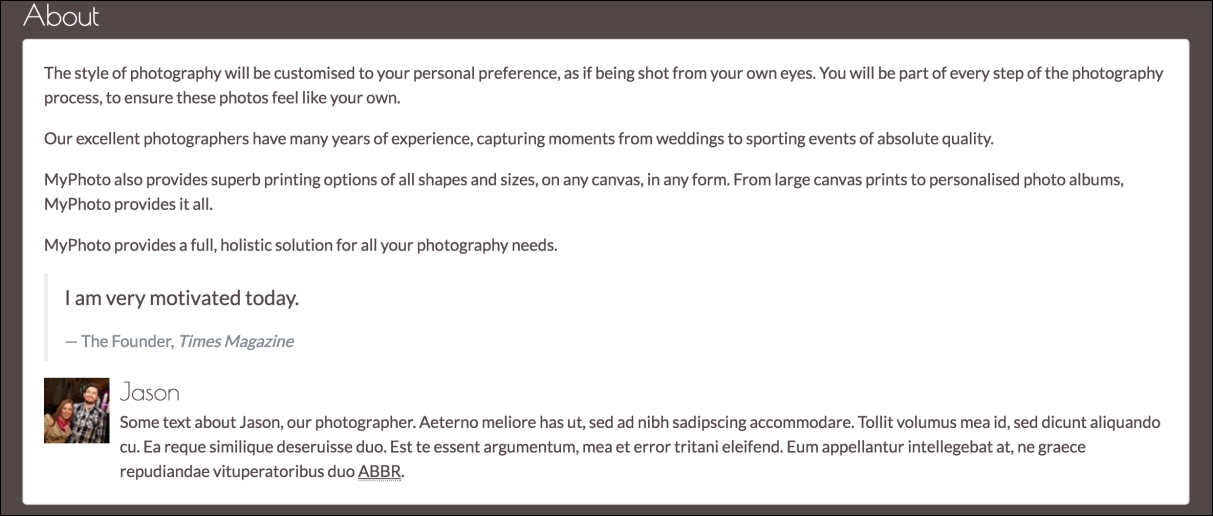 About
The style of photography will be customised to your personal preference, as if being shot from your own eyes. You will be part of every step of the photography
process, to ensure these photos feel like your own.
Our excellent photographers have many years of experience, capturing moments from weddings to sporting events of absolute quality.
MyPhoto also provides superb printing options of all shapes and sizes, on any canvas, in any form. From large canvas prints to personalised photo albums,
MyPhoto provides it all.
MyPhoto provides a full, holistic solution for all your photography needs.
I am very motivated today.
— The Founder, Times Magazine
Jason
Some text about Jason, our photographer. Aeterno meliore has ut, sed ad nibh sadipscing accommodare. Tollit volumus mea id, sed dicunt aliquando
cu. Ea reque similique deseruisse duo. Est te essent argumentum, mea et error tritani eleifend. Eum appellantur intellegebat at, ne graece
repudiandae vituperatoribus duo ABBR.